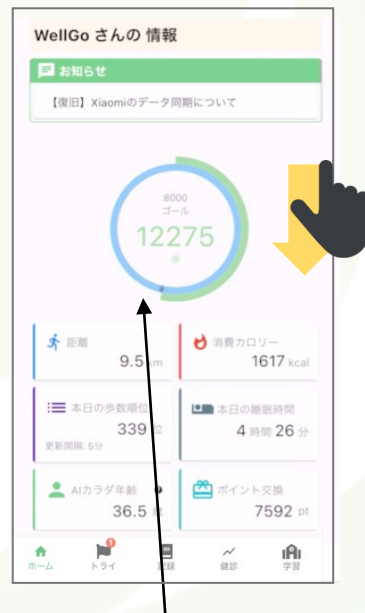 WellGo さんの 情報
お知らせ
【復旧】Xiaomiのデータ同期について
8000
ゴール
12275
歩
距離
9.5 km
消費カロリー
1617 kcal
本日の歩数順位
339 位
更新間隔: 5分
本日の睡眠時間
4 時間 26 分
AIカラダ年齢
36.5 歳
ポイント交換
7592 pt
ホーム
トライ
9
記録
健診
学習